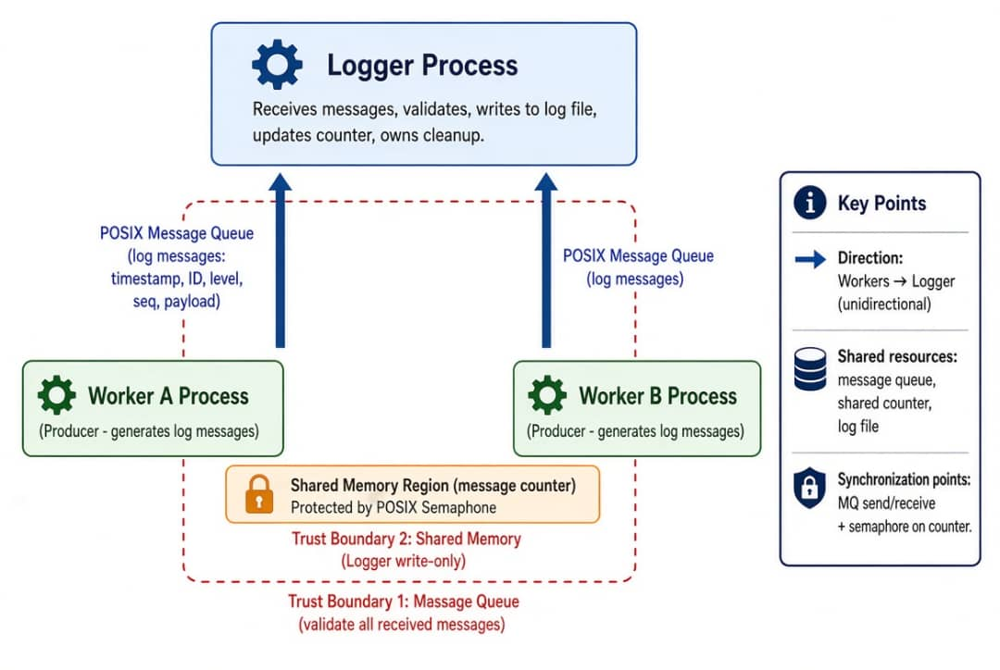 Logger Process
Receives messages, validates, writes to log file,
updates counter, owns cleanup.
POSIX Message Queue
(log messages:
timestamp, ID, level,
seq, payload)
POSIX Message Queue
(log messages)
Worker A Process
(Producer - generates log messages)
Worker B Process
(Producer - generates log messages)
Shared Memory Region (message counter)
Protected by POSIX Semaphone
Trust Boundary 2: Shared Memory
(Logger write-only)
Trust Boundary 1: Massage Queue
(validate all received messages)
Key Points
Direction:
Workers → Logger
(unidirectional)
Shared resources:
message queue,
shared counter,
log file
Synchronization points:
MQ send/receive
+ semaphore on counter.